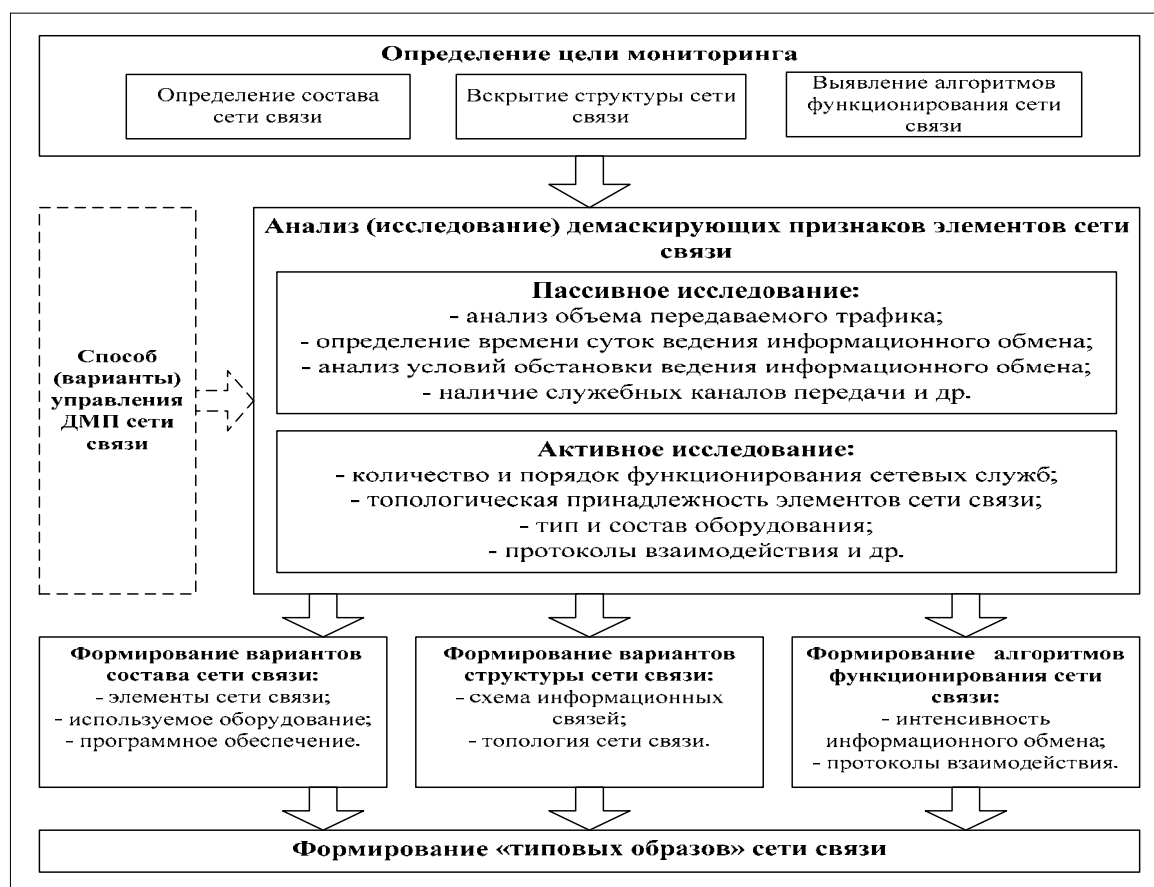 Определение цели мониторинга
Определение состава
сети связи
Вскрытие структуры сети
связи
Выявление алгоритмов
функционирования сети
связи
Способ
(варианты)
управления
ДМП сети
связи
Анализ (исследование) демаскирующих признаков элементов сети
связи
Пассивное исследование:
- анализ объема передаваемого трафика;
- определение времени суток ведения информационного обмена;
- анализ условий обстановки ведения информационного обмена;
- наличие служебных каналов передачи и др.
Активное исследование:
- количество и порядок функционирования сетевых служб;
- топологическая принадлежность элементов сети связи;
- тип и состав оборудования;
- протоколы взаимодействия и др.
Формирование вариантов
состава сети связи:
- элементы сети связи;
- используемое оборудование;
- программное обеспечение.
Формирование вариантов
структуры сети связи:
- схема информационных
связей;
- топология сети связи.
Формирование алгоритмов
функционирования сети
связи:
- интенсивность
информационного обмена;
- протоколы взаимодействия.
Формирование «типовых образов» сети связи